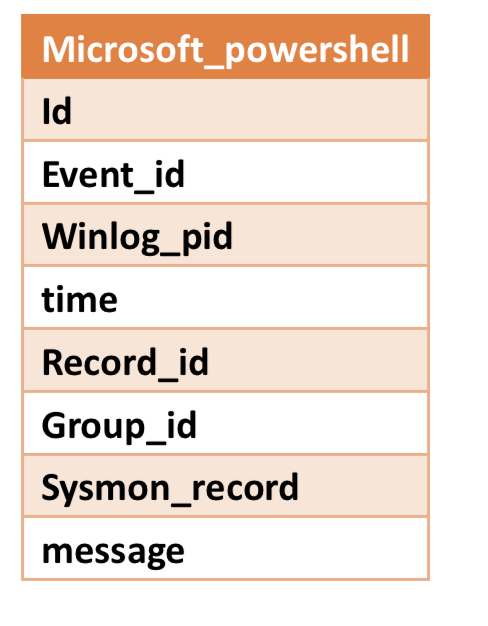 Microsoft_powershell
Id
Event_id
Winlog_pid
time
Record_id
Group_id
Sysmon_record
message